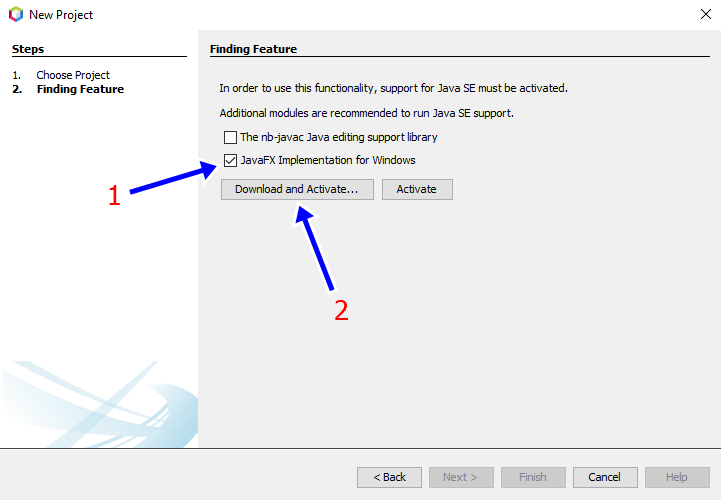 New Project
Steps
1. Choose Project
2. Finding Feature
Finding Feature
In order to use this functionality, support for Java SE must be activated.
Additional modules are recommended to run Java SE support.
The nb-javac Java editing support library
JavaFX Implementation for Windows
Download and Activate...
Activate
1
2
< Back
Next >
Finish
Cancel
Help